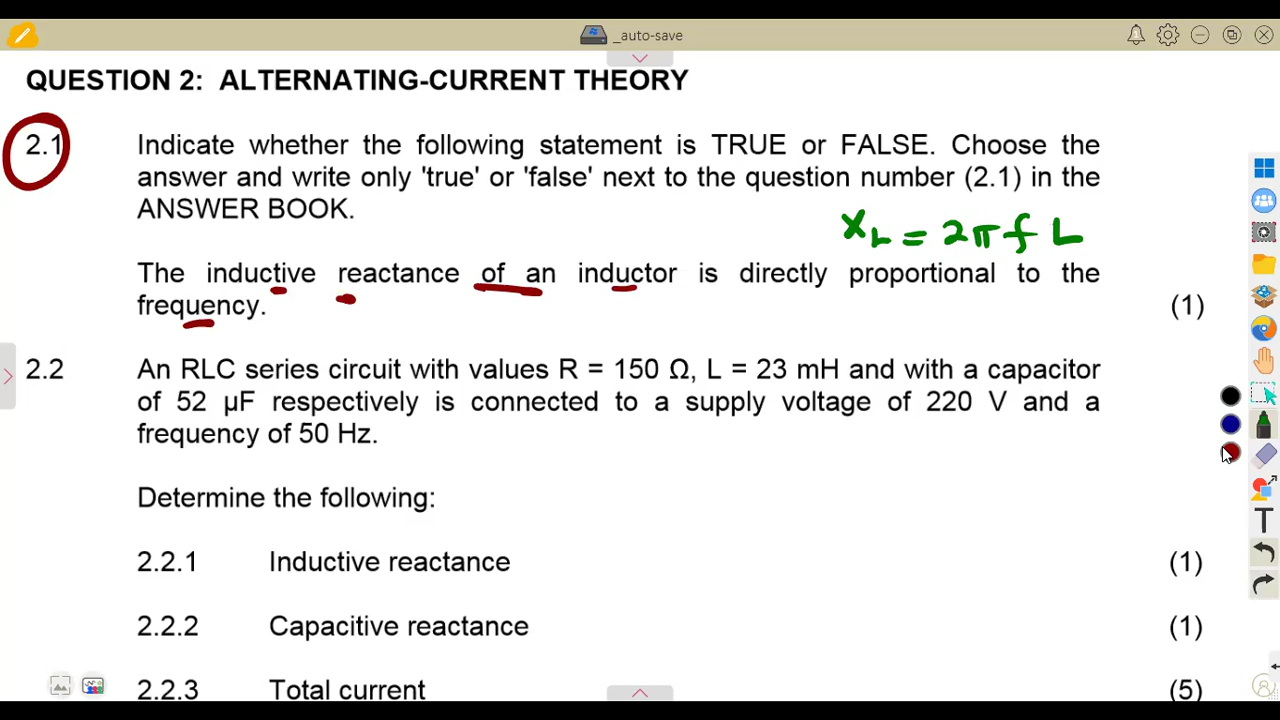 _auto-save
QUESTION 2: ALTERNATING-CURRENT THEORY
2.1 Indicate whether the following statement is TRUE or FALSE. Choose the
answer and write only 'true' or 'false' next to the question number (2.1) in the
ANSWER BOOK.
X_L = 2πfL
The inductive reactance of an inductor is directly proportional to the
frequency. (1)
2.2 An RLC series circuit with values R = 150 Ω, L = 23 mH and with a capacitor
of 52 µF respectively is connected to a supply voltage of 220 V and a
frequency of 50 Hz.
Determine the following:
2.2.1 Inductive reactance (1)
2.2.2 Capacitive reactance (1)
2.2.3 Total current (5)